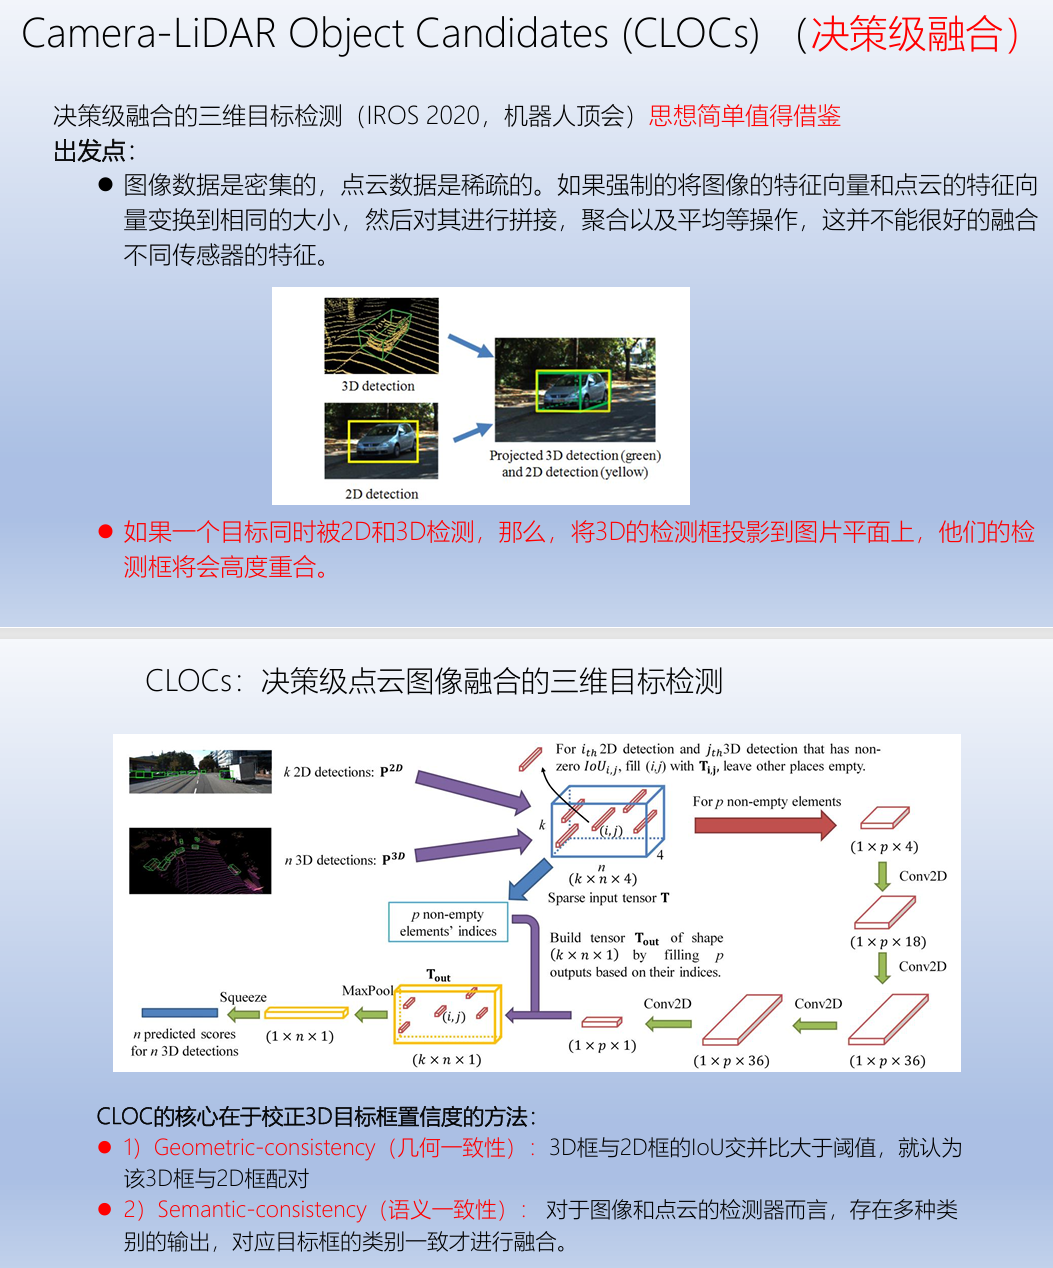 Camera-LiDAR Object Candidates (CLOCs) （决策级融合）
决策级融合的三维目标检测（IROS 2020，机器人顶会）思想简单值得借鉴
出发点：
● 图像数据是密集的，点云数据是稀疏的。如果强制的将图像的特征向量和点云的特征向
量变换到相同的大小，然后对其进行拼接，聚合以及平均等操作，这并不能很好的融合
不同传感器的特征。
3D detection
2D detection
Projected 3D detection (green)
and 2D detection (yellow)
● 如果一个目标同时被2D和3D检测，那么，将3D的检测框投影到图片平面上，他们的检
测框将会高度重合。
CLOCs：决策级点云图像融合的三维目标检测
k 2D detections: P^{2D}
n 3D detections: P^{3D}
For i_{th} 2D detection and j_{th}3D detection that has non-
zero IoU_{i,j}, fill (i,j) with T_{i,j}, leave other places empty.
k
(i,j)
n
4
(k × n × 4)
Sparse input tensor T
For p non-empty elements
(1 × p × 4)
Conv2D
(1 × p × 18)
Conv2D
(1 × p × 36)
Conv2D
(1 × p × 36)
Conv2D
(1 × p × 1)
p non-empty
elements' indices
Build tensor T_{out} of shape
(k × n × 1) by filling p
outputs based on their indices.
T_{out}
(i,j)
(k × n × 1)
MaxPool
(1 × n × 1)
Squeeze
n predicted scores
for n 3D detections
CLOC的核心在于校正3D目标框置信度的方法：
● 1）Geometric-consistency（几何一致性）：3D框与2D框的IoU交并比大于阈值，就认为
该3D框与2D框配对
● 2）Semantic-consistency（语义一致性）： 对于图像和点云的检测器而言，存在多种类
别的输出，对应目标框的类别一致才进行融合。